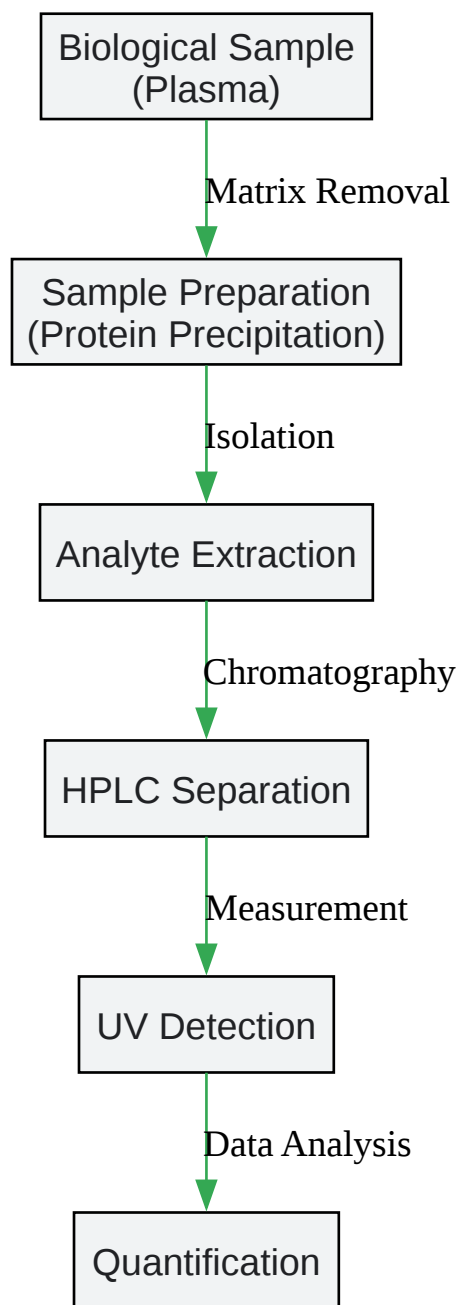 Biological Sample
(Plasma)
Matrix Removal
Sample Preparation
(Protein Precipitation)
Isolation
Analyte Extraction
Chromatography
HPLC Separation
Measurement
UV Detection
Data Analysis
Quantification